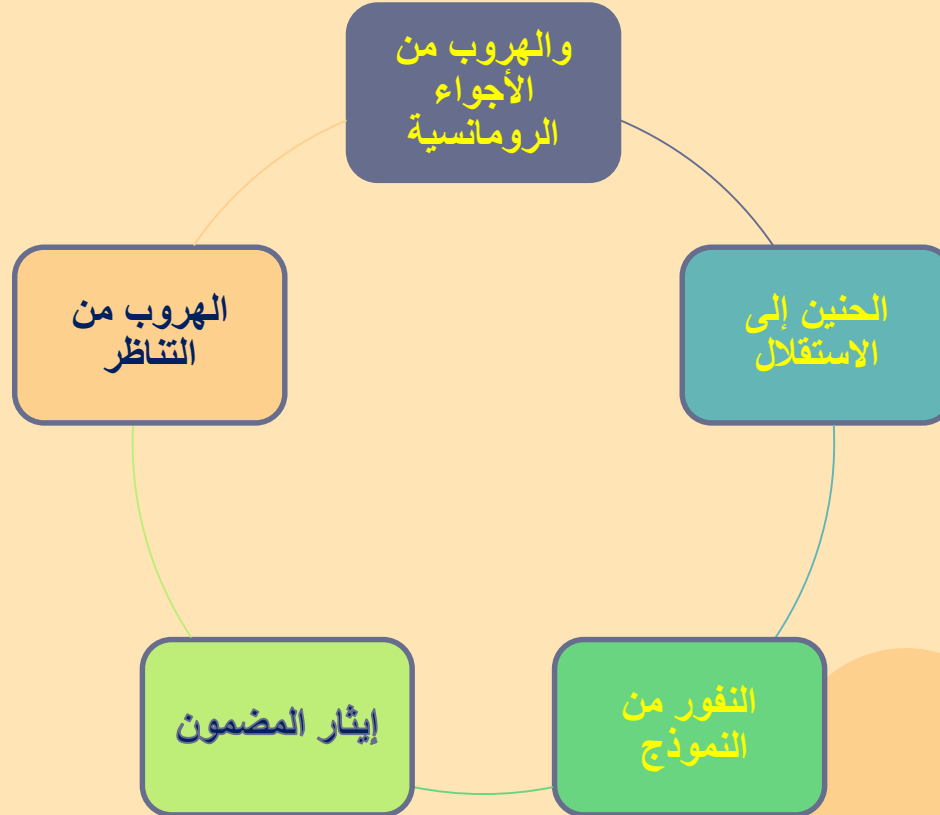 والهروب من
الأجواء
الرومانسية
الحنين إلى
الاستقلال
النفور من
النموذج
إيثار المضمون
الهروب من
التناظر